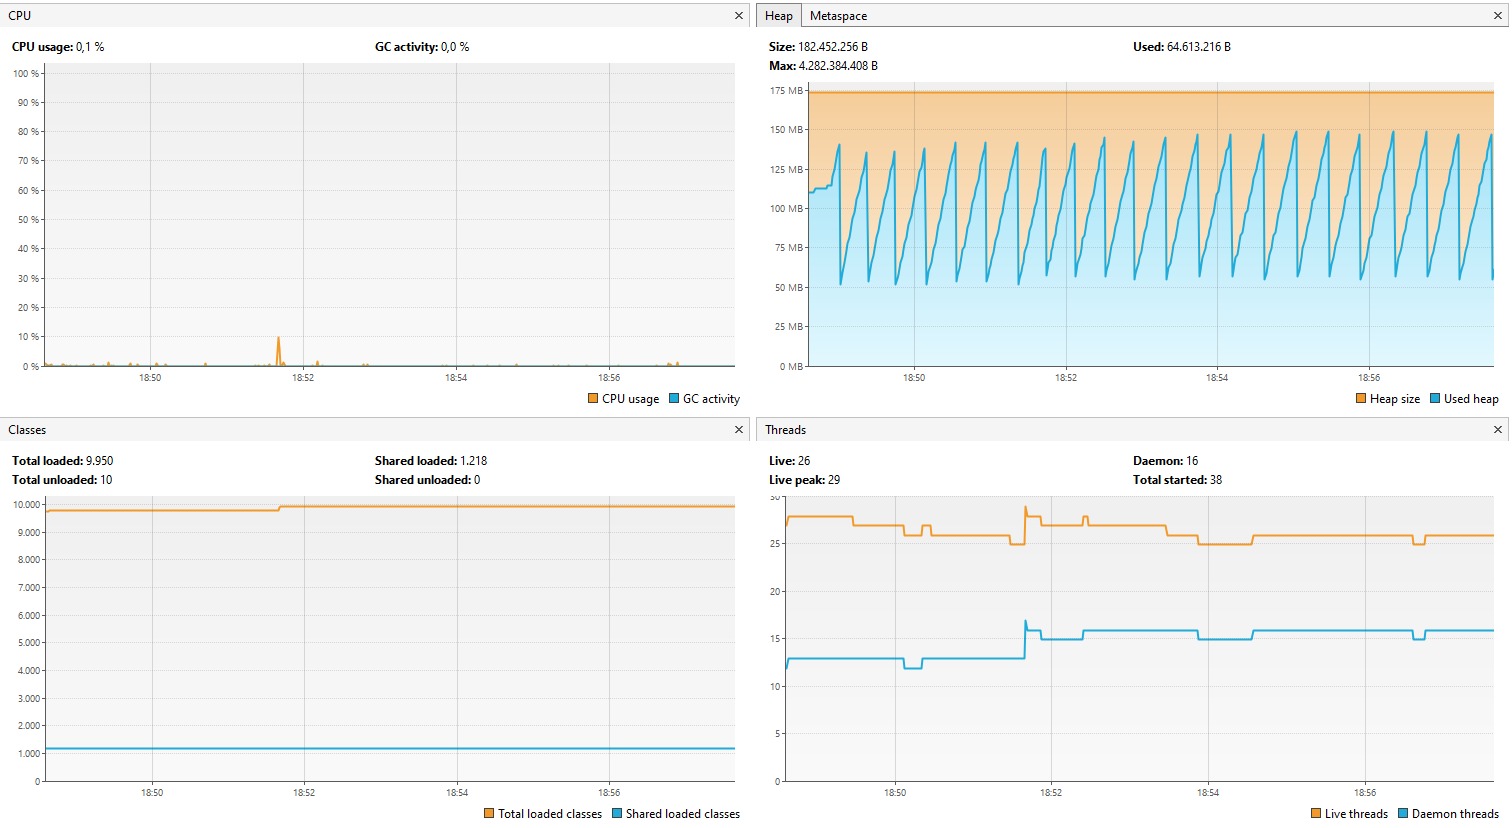 CPU ×
CPU usage: 0,1 % GC activity: 0,0 %
100 %
90 %
80 %
70 %
60 %
50 %
40 %
30 %
20 %
10 %
0 %
18:50 18:52 18:54 18:56
CPU usage GC activity
Heap Metaspace ×
Size: 182.452.256 B Used: 64.613.216 B
Max: 4.282.384.408 B
175 MB
150 MB
125 MB
100 MB
75 MB
50 MB
25 MB
0 MB
18:50 18:52 18:54 18:56
Heap size Used heap
Classes ×
Total loaded: 9.950 Shared loaded: 1.218
Total unloaded: 10 Shared unloaded: 0
10.000
9.000
8.000
7.000
6.000
5.000
4.000
3.000
2.000
1.000
0
18:50 18:52 18:54 18:56
Total loaded classes Shared loaded classes
Threads ×
Live: 26 Daemon: 16
Live peak: 29 Total started: 38
30
25
20
15
10
5
0
18:50 18:52 18:54 18:56
Live threads Daemon threads